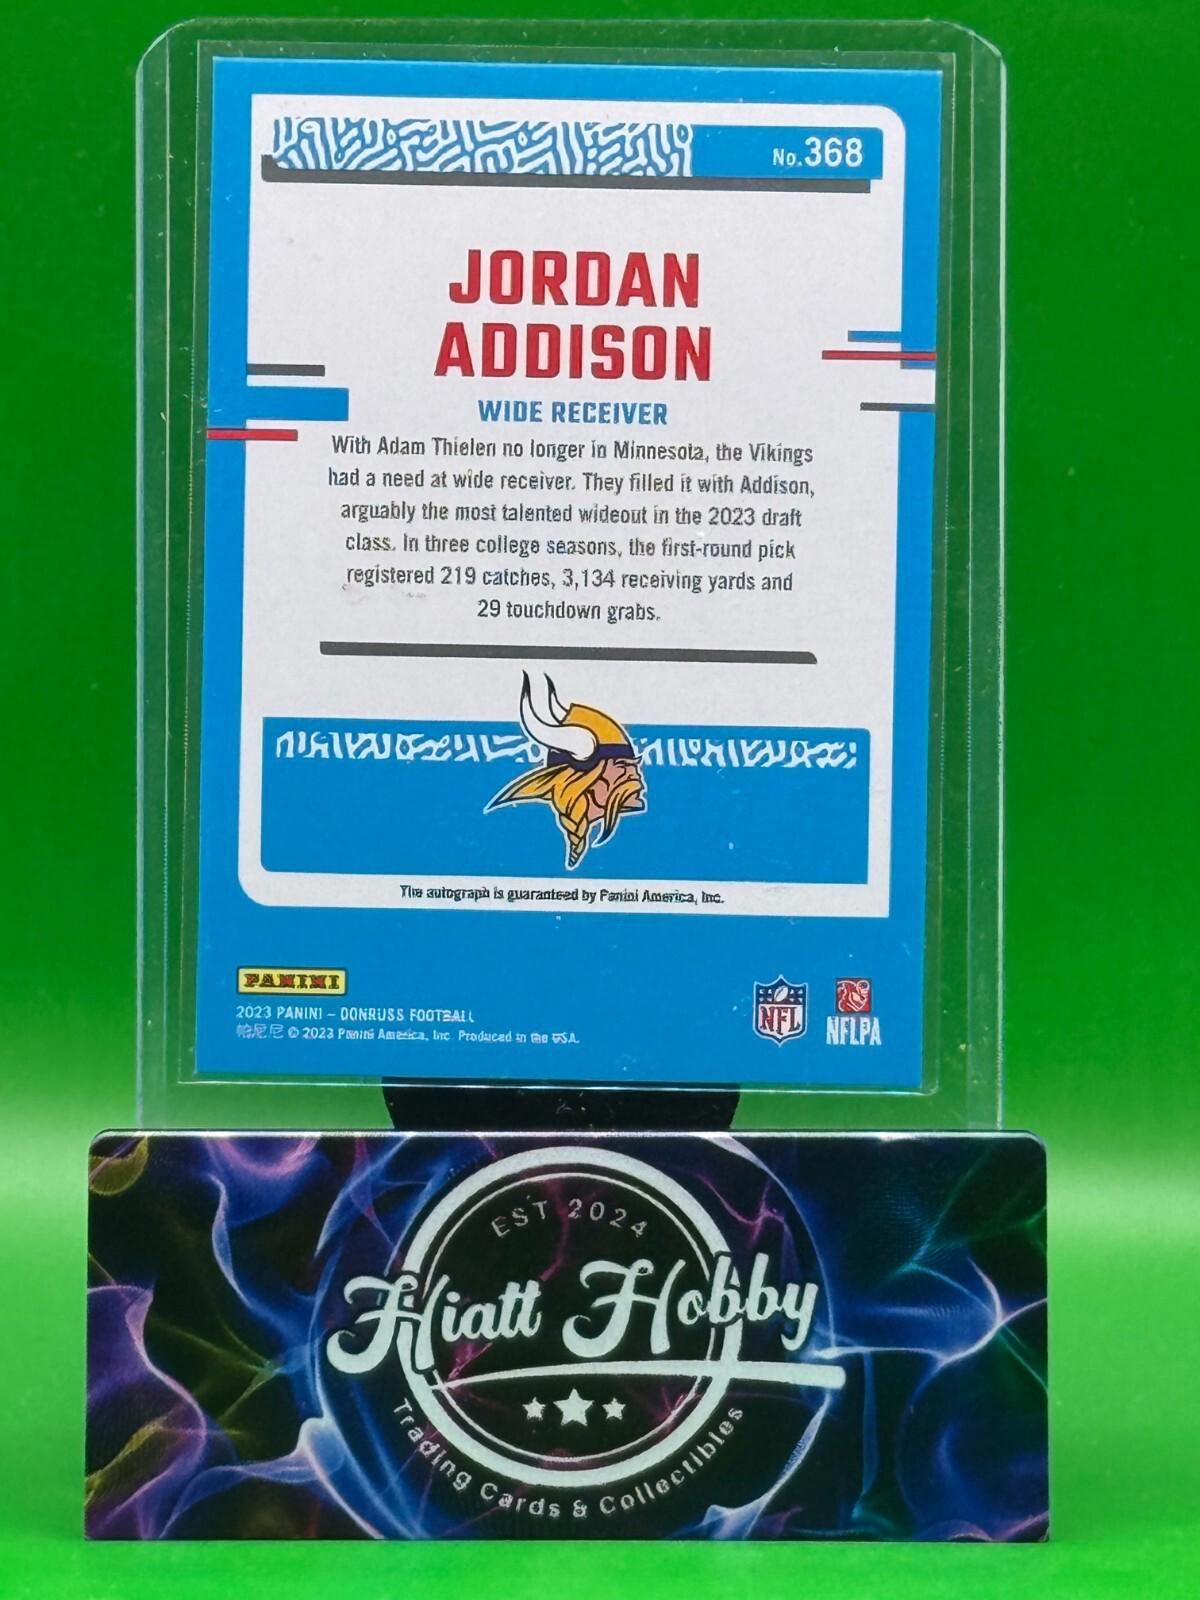 No.368
JORDAN
ADDISON
WIDE RECEIVER
With Adam Thielen no longer in Minnesota, the Vikings
had a need at wide receiver. They filled it with Addison,
arguably the most talented wideout in the 2023 draft
class. In three college seasons, the first-round pick
registered 219 catches, 3,134 receiving yards and
29 touchdown grabs.
The autograph is guaranteed by Panini America, Inc.
PANINI
2023 PANINI – DONRUSS FOOTBALL
帕尼尼 © 2023 Panini America, Inc. Produced in the USA.
NFL
NFLPA
EST 2024
Hiatt Hobby
Trading Cards & Collectibles